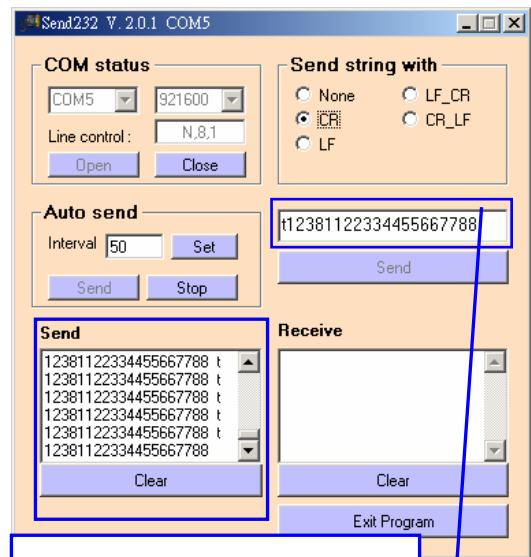 Send232 V. 2.0.1 COM5
COM status
COM5 921600
Line control : N,8,1
Open Close
Send string with
None LF_CR
CR CR_LF
LF
Auto send
Interval 50 Set
Send Stop
t12381122334455667788
Send
Send
12381122334455667788 t
12381122334455667788 t
12381122334455667788 t
12381122334455667788 t
12381122334455667788 t
12381122334455667788
Clear
Receive
Clear
Exit Program